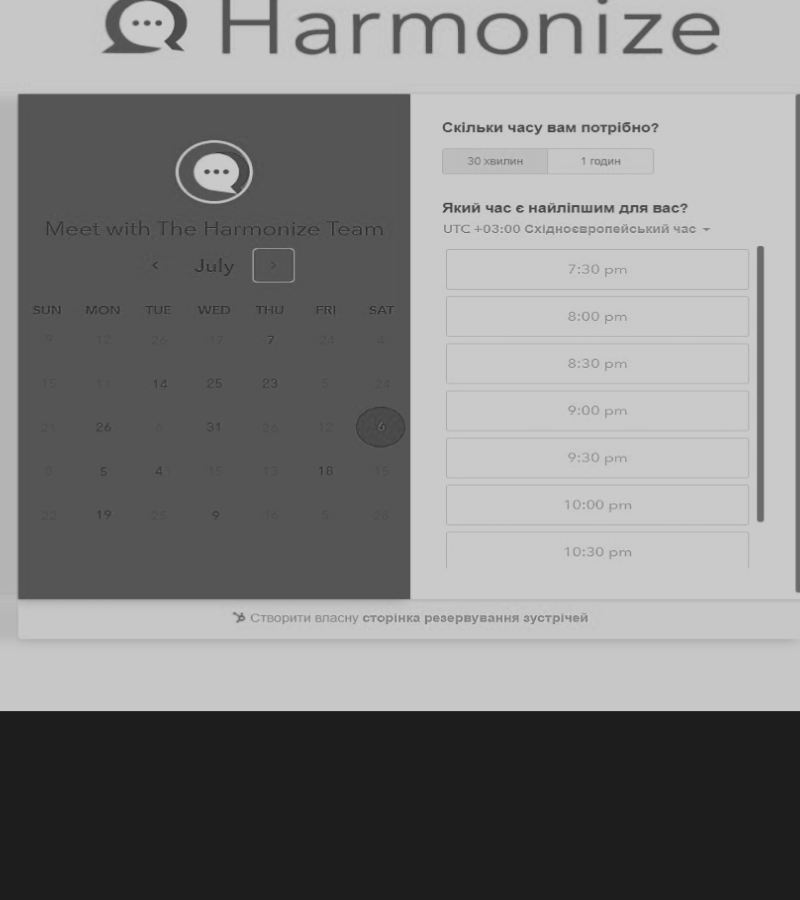 Harmonize
Meet with The Harmonize Team
July
SUN MON TUE WED THU FRI SAT
9 12 26 17 7 24 4
15 11 14 25 23 5 24
21 26 6 31 26 12 6
8 5 4 15 13 18 15
22 19 25 9 16 5 28
Скільки часу вам потрібно?
30 хвилин 1 годин
Який час є найліпшим для вас?
UTC +03:00 Східноєвропейський час
7:30 pm
8:00 pm
8:30 pm
9:00 pm
9:30 pm
10:00 pm
10:30 pm
Створити власну сторінка резервування зустрічей